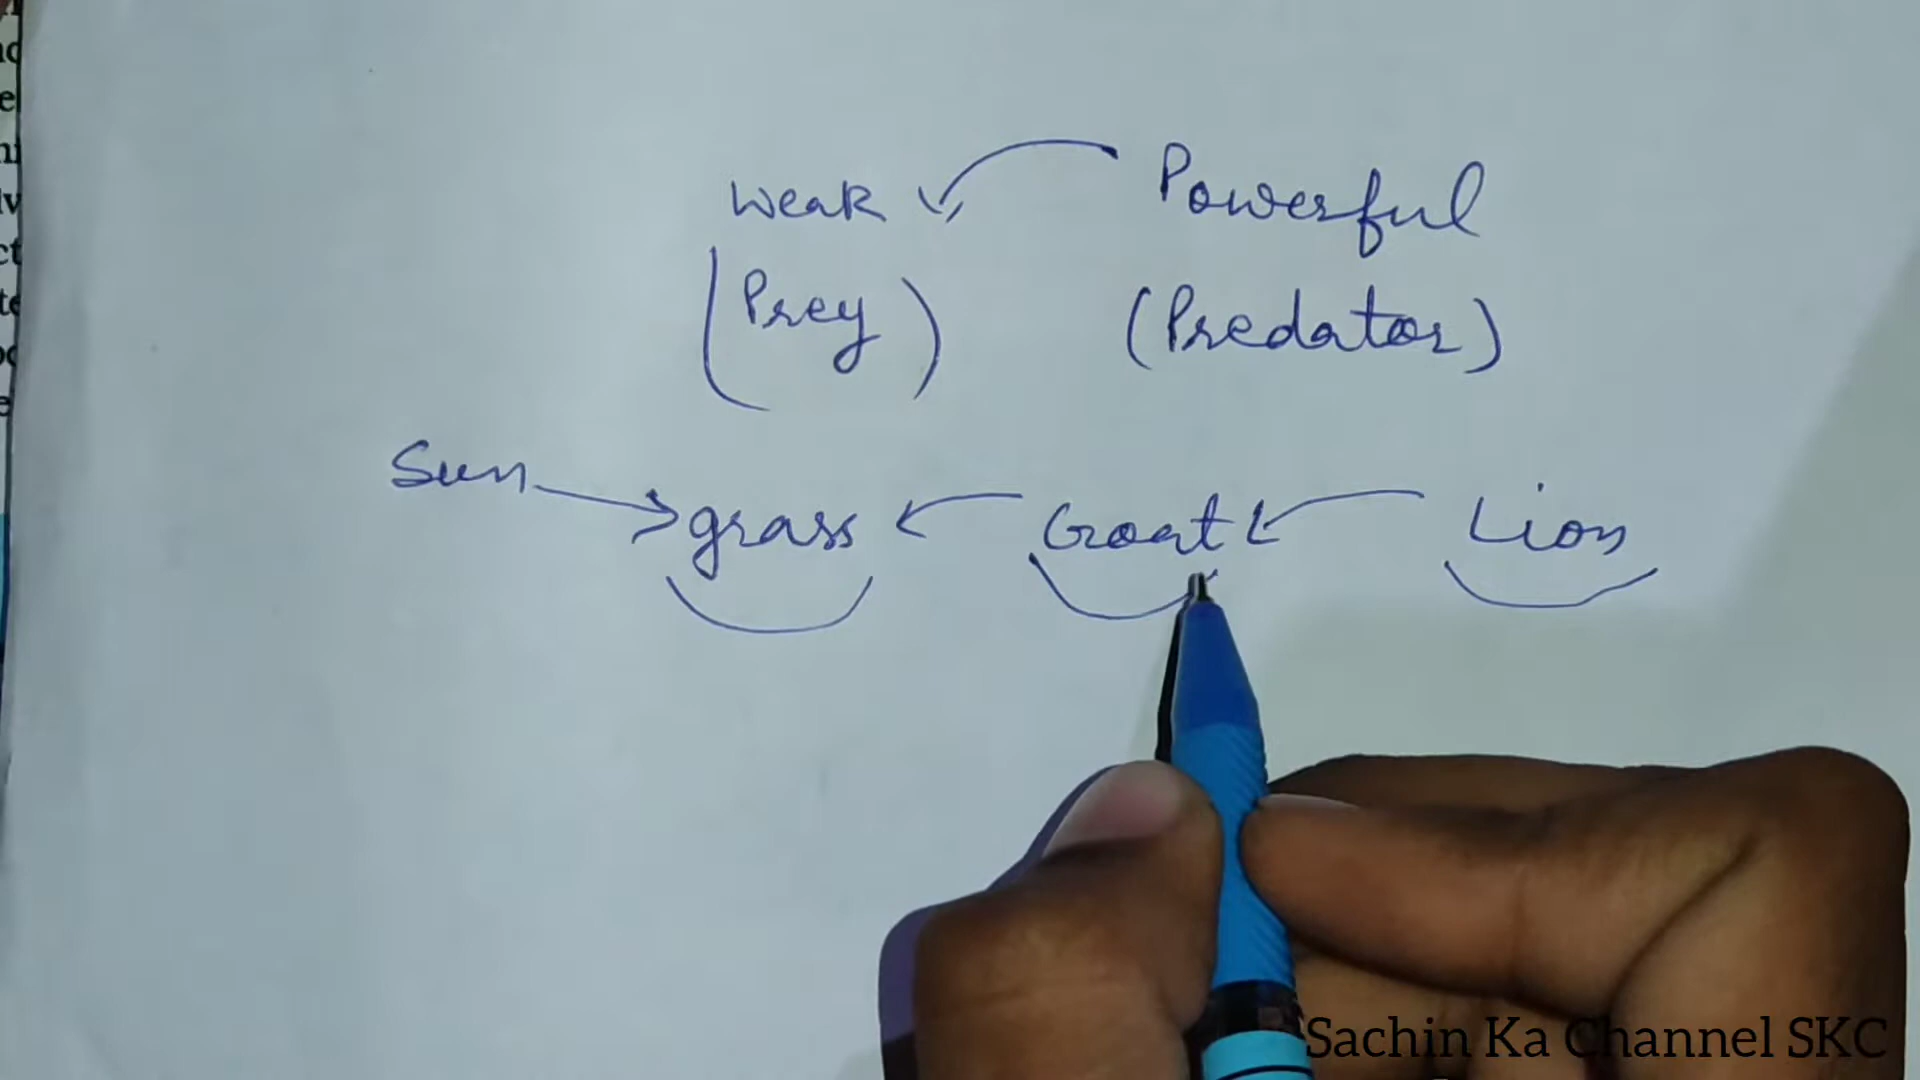 Weak Powerful
(Prey) (Predator)
Sun
grass Goat Lion
Sachin Ka Channel SKC